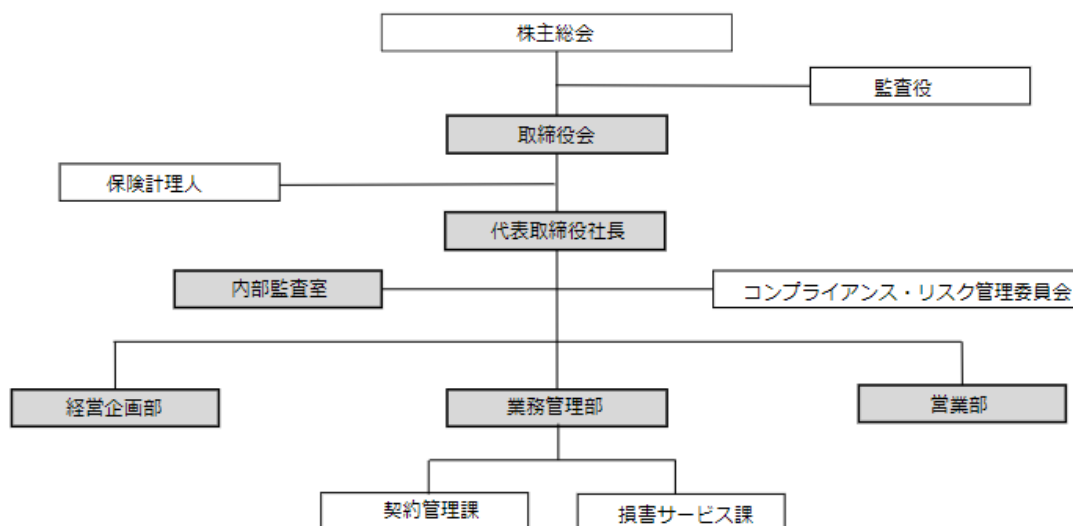 株主総会
監査役
取締役会
保険計理人
代表取締役社長
内部監査室
コンプライアンス・リスク管理委員会
経営企画部
業務管理部
営業部
契約管理課
損害サービス課